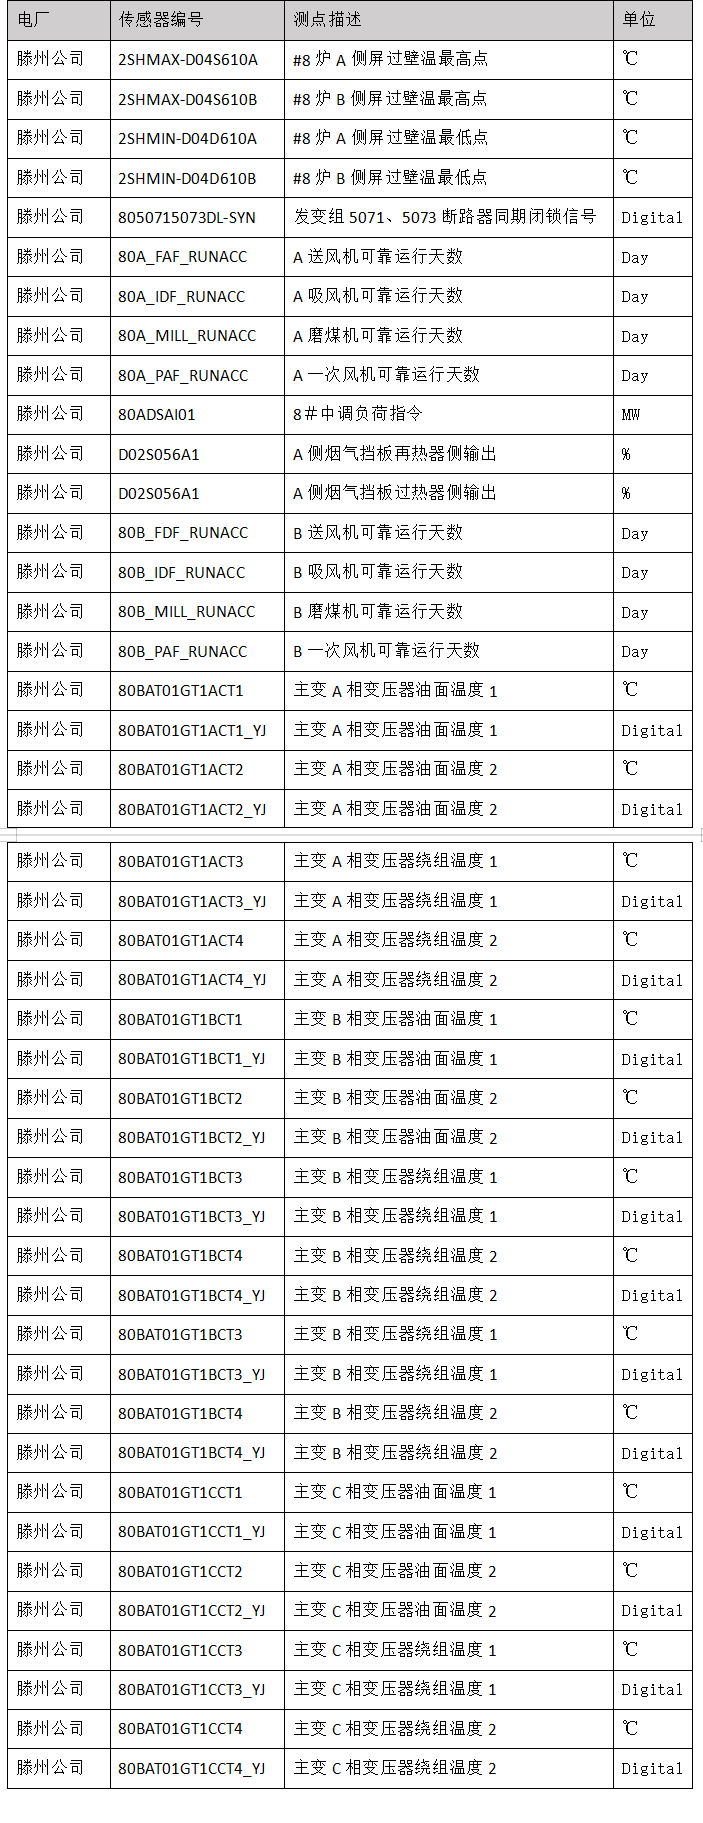 电厂 传感器编号 测点描述 单位
滕州公司 2SHMAX-D04S610A #8 炉 A 侧屏过壁温最高点 ℃
滕州公司 2SHMAX-D04S610B #8 炉 B 侧屏过壁温最高点 ℃
滕州公司 2SHMIN-D04D610A #8 炉 A 侧屏过壁温最低点 ℃
滕州公司 2SHMIN-D04D610B #8 炉 B 侧屏过壁温最低点 ℃
滕州公司 8050715073DL-SYN 发变组 5071、5073 断路器同期闭锁信号 Digital
滕州公司 80A_FAF_RUNACC A 送风机可靠运行天数 Day
滕州公司 80A_IDF_RUNACC A 吸风机可靠运行天数 Day
滕州公司 80A_MILL_RUNACC A 磨煤机可靠运行天数 Day
滕州公司 80A_PAF_RUNACC A 一次风机可靠运行天数 Day
滕州公司 80ADSAI01 8＃中调负荷指令 MW
滕州公司 D02S056A1 A 侧烟气挡板再热器侧输出 %
滕州公司 D02S056A1 A 侧烟气挡板过热器侧输出 %
滕州公司 80B_FDF_RUNACC B 送风机可靠运行天数 Day
滕州公司 80B_IDF_RUNACC B 吸风机可靠运行天数 Day
滕州公司 80B_MILL_RUNACC B 磨煤机可靠运行天数 Day
滕州公司 80B_PAF_RUNACC B 一次风机可靠运行天数 Day
滕州公司 80BAT01GT1ACT1 主变 A 相变压器油面温度 1 ℃
滕州公司 80BAT01GT1ACT1_YJ 主变 A 相变压器油面温度 1 Digital
滕州公司 80BAT01GT1ACT2 主变 A 相变压器油面温度 2 ℃
滕州公司 80BAT01GT1ACT2_YJ 主变 A 相变压器油面温度 2 Digital
滕州公司 80BAT01GT1ACT3 主变 A 相变压器绕组温度 1 ℃
滕州公司 80BAT01GT1ACT3_YJ 主变 A 相变压器绕组温度 1 Digital
滕州公司 80BAT01GT1ACT4 主变 A 相变压器绕组温度 2 ℃
滕州公司 80BAT01GT1ACT4_YJ 主变 A 相变压器绕组温度 2 Digital
滕州公司 80BAT01GT1BCT1 主变 B 相变压器油面温度 1 ℃
滕州公司 80BAT01GT1BCT1_YJ 主变 B 相变压器油面温度 1 Digital
滕州公司 80BAT01GT1BCT2 主变 B 相变压器油面温度 2 ℃
滕州公司 80BAT01GT1BCT2_YJ 主变 B 相变压器油面温度 2 Digital
滕州公司 80BAT01GT1BCT3 主变 B 相变压器绕组温度 1 ℃
滕州公司 80BAT01GT1BCT3_YJ 主变 B 相变压器绕组温度 1 Digital
滕州公司 80BAT01GT1BCT4 主变 B 相变压器绕组温度 2 ℃
滕州公司 80BAT01GT1BCT4_YJ 主变 B 相变压器绕组温度 2 Digital
滕州公司 80BAT01GT1BCT3 主变 B 相变压器绕组温度 1 ℃
滕州公司 80BAT01GT1BCT3_YJ 主变 B 相变压器绕组温度 1 Digital
滕州公司 80BAT01GT1BCT4 主变 B 相变压器绕组温度 2 ℃
滕州公司 80BAT01GT1BCT4_YJ 主变 B 相变压器绕组温度 2 Digital
滕州公司 80BAT01GT1CCT1 主变 C 相变压器油面温度 1 ℃
滕州公司 80BAT01GT1CCT1_YJ 主变 C 相变压器油面温度 1 Digital
滕州公司 80BAT01GT1CCT2 主变 C 相变压器油面温度 2 ℃
滕州公司 80BAT01GT1CCT2_YJ 主变 C 相变压器油面温度 2 Digital
滕州公司 80BAT01GT1CCT3 主变 C 相变压器绕组温度 1 ℃
滕州公司 80BAT01GT1CCT3_YJ 主变 C 相变压器绕组温度 1 Digital
滕州公司 80BAT01GT1CCT4 主变 C 相变压器绕组温度 2 ℃
滕州公司 80BAT01GT1CCT4_YJ 主变 C 相变压器绕组温度 2 Digital